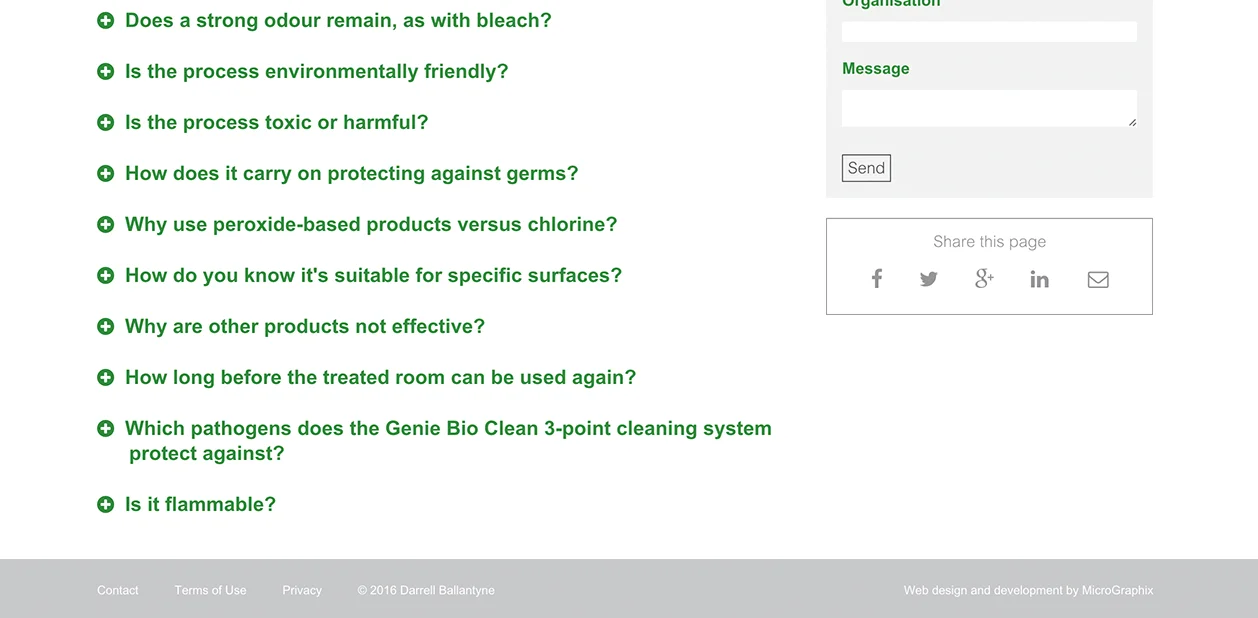 Does a strong odour remain, as with bleach?
Is the process environmentally friendly?
Is the process toxic or harmful?
How does it carry on protecting against germs?
Why use peroxide-based products versus chlorine?
How do you know it's suitable for specific surfaces?
Why are other products not effective?
How long before the treated room can be used again?
Which pathogens does the Genie Bio Clean 3-point cleaning system
protect against?
Is it flammable?
Organisation
Message
Send
Share this page
Contact
Terms of Use
Privacy
© 2016 Darrell Ballantyne
Web design and development by MicroGraphix